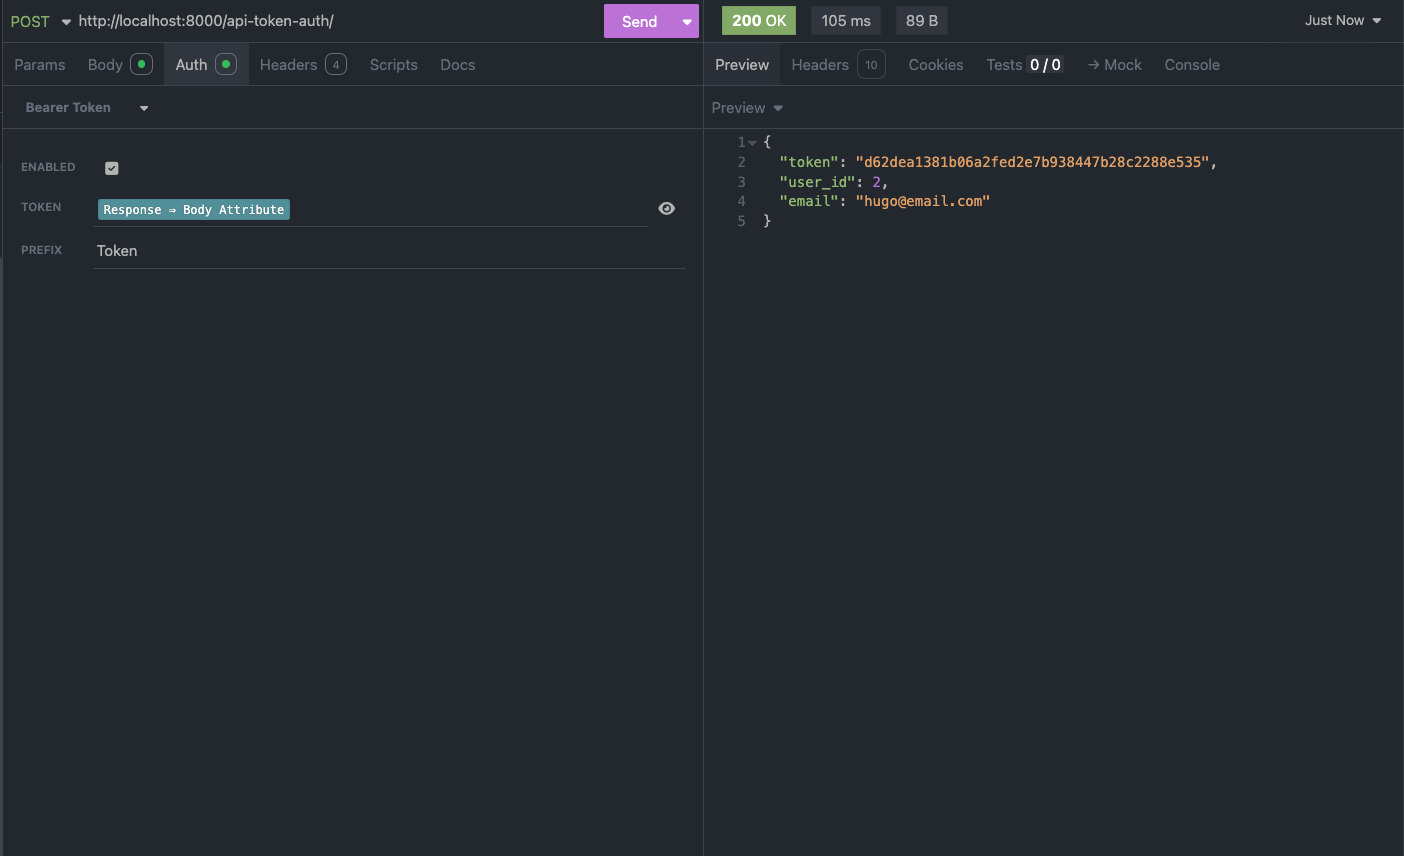 POST http://localhost:8000/api-token-auth/ Send
200 OK 105 ms 89 B Just Now
Params Body Auth Headers 4 Scripts Docs
Preview Headers 10 Cookies Tests 0 / 0 → Mock Console
Bearer Token
Preview
ENABLED
TOKEN Response ⇒ Body Attribute
PREFIX Token
1 {
2 "token": "d62dea1381b06a2fed2e7b938447b28c2288e535",
3 "user_id": 2,
4 "email": "hugo@email.com"
5 }